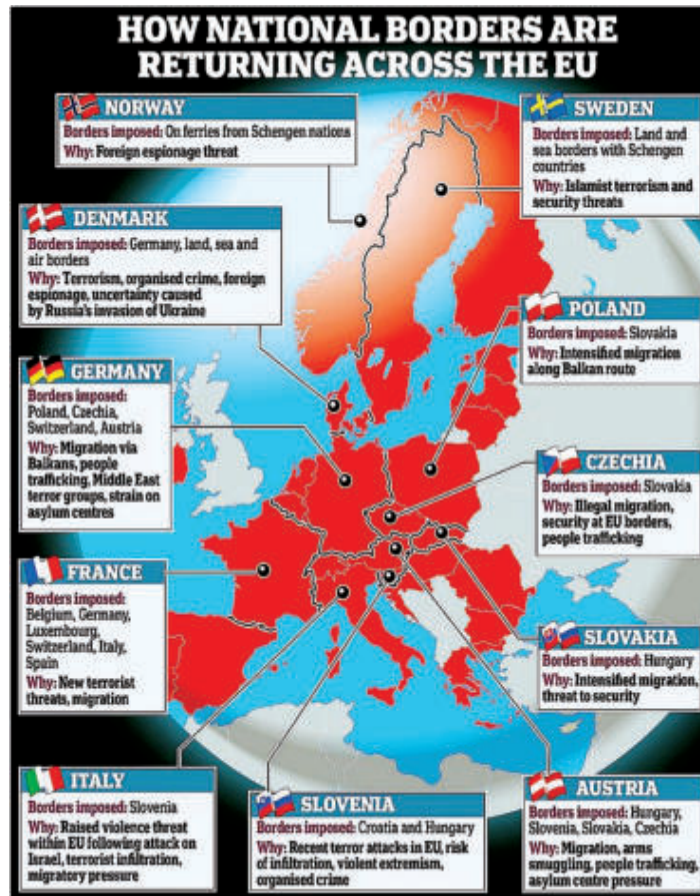 HOW NATIONAL BORDERS ARE
RETURNING ACROSS THE EU
NORWAY
Borders imposed: On ferries from Schengen nations
Why: Foreign espionage threat
SWEDEN
Borders imposed: Land and
sea borders with Schengen
countries
Why: Islamist terrorism and
security threats
DENMARK
Borders imposed: Germany, land, sea and
air borders
Why: Terrorism, organised crime, foreign
espionage, uncertainty caused
by Russia's invasion of Ukraine
POLAND
Borders imposed: Slovakia
Why: Intensified migration
along Balkan route
GERMANY
Borders imposed:
Poland, Czechia,
Switzerland, Austria
Why: Migration via
Balkans, people
trafficking, Middle East
terror groups, strain on
asylum centres
CZECHIA
Borders imposed: Slovakia
Why: Illegal migration,
security at EU borders,
people trafficking
FRANCE
Borders imposed:
Belgium, Germany,
Luxembourg,
Switzerland, Italy,
Spain
Why: New terrorist
threats, migration
SLOVAKIA
Borders imposed: Hungary
Why: Intensified migration,
threat to security
ITALY
Borders imposed: Slovenia
Why: Raised violence threat
within EU following attack on
Israel, terrorist infiltration,
migratory pressure
SLOVENIA
Borders imposed: Croatia and Hungary
Why: Recent terror attacks in EU, risk
of infiltration, violent extremism,
organised crime
AUSTRIA
Borders imposed: Hungary,
Slovenia, Slovakia, Czechia
Why: Migration, arms
smuggling, people trafficking,
asylum centre pressure